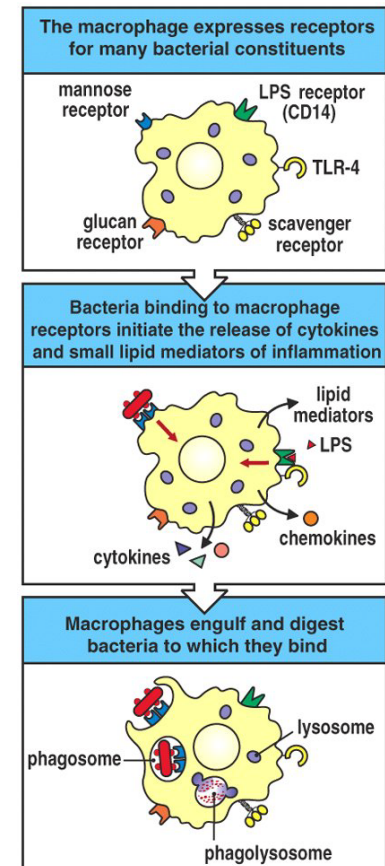 The macrophage expresses receptors
for many bacterial constituents
mannose
receptor
LPS receptor
(CD14)
TLR-4
glucan
receptor
scavenger
receptor
Bacteria binding to macrophage
receptors initiate the release of cytokines
and small lipid mediators of inflammation
lipid
mediators
LPS
chemokines
cytokines
Macrophages engulf and digest
bacteria to which they bind
lysosome
phagosome
phagolysosome